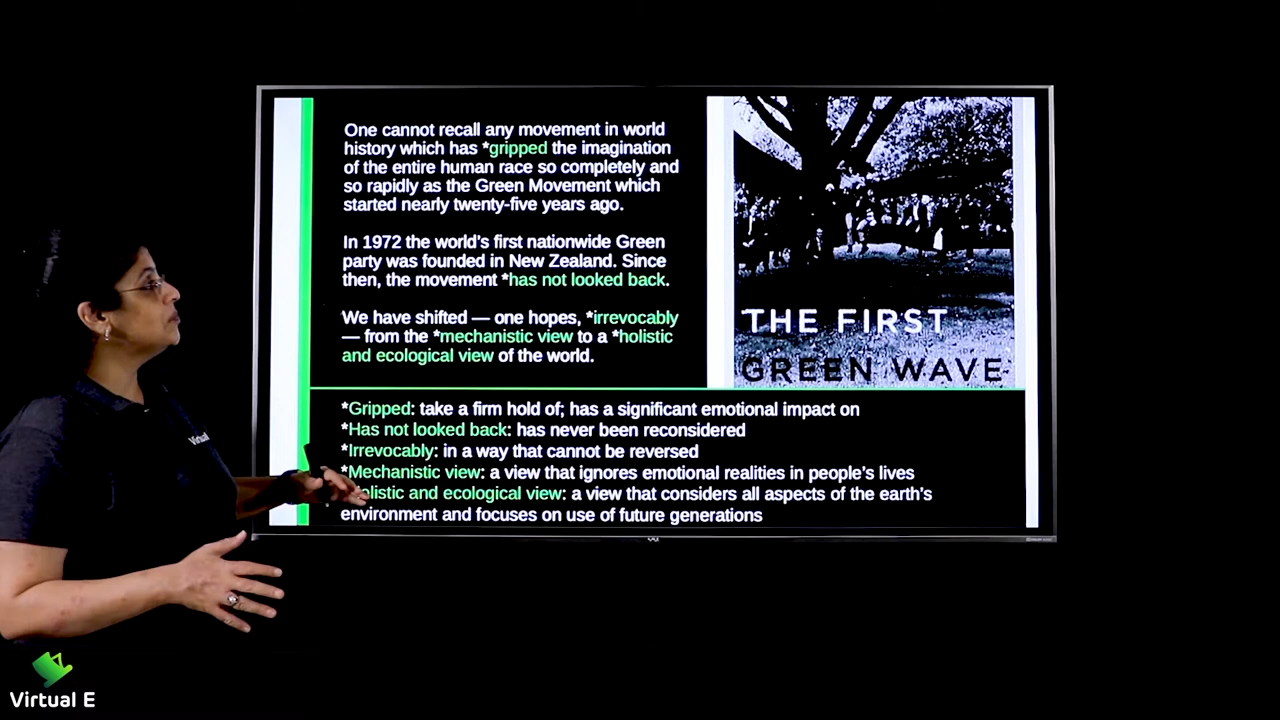 One cannot recall any movement in world
history which has *gripped the imagination
of the entire human race so completely and
so rapidly as the Green Movement which
started nearly twenty-five years ago.
In 1972 the world's first nationwide Green
party was founded in New Zealand. Since
then, the movement *has not looked back.
We have shifted — one hopes, *irrevocably
— from the *mechanistic view to a *holistic
and ecological view of the world.
THE FIRST
GREEN WAVE
*Gripped: take a firm hold of; has a significant emotional impact on
*Has not looked back: has never been reconsidered
*Irrevocably: in a way that cannot be reversed
*Mechanistic view: a view that ignores emotional realities in people's lives
olistic and ecological view: a view that considers all aspects of the earth's
environment and focuses on use of future generations
Virtual
Virtual E